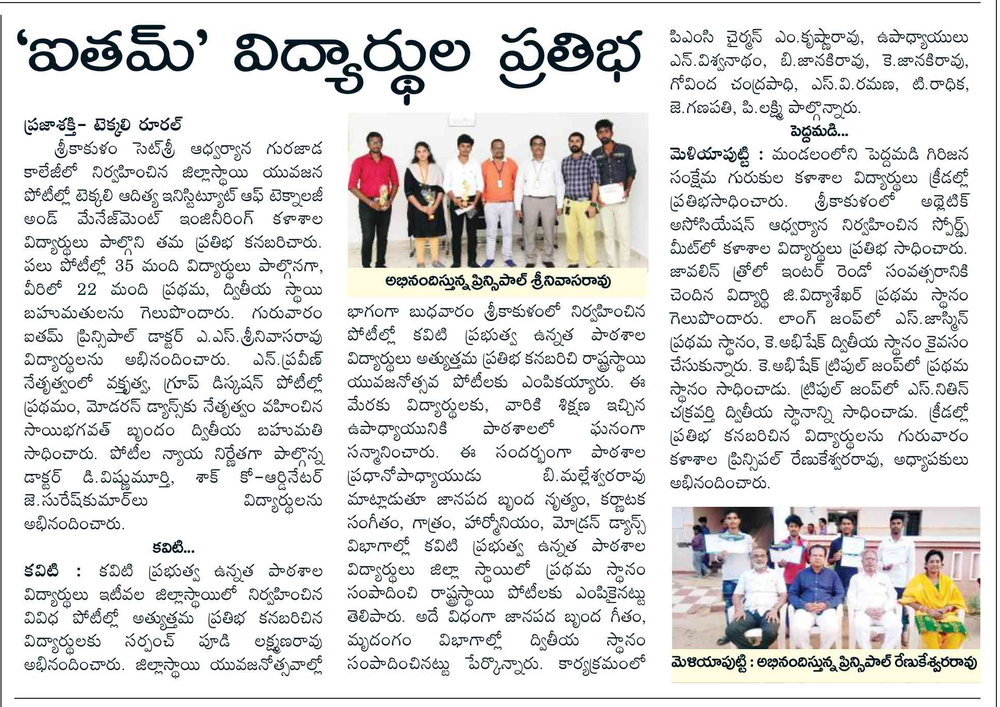 ‘ఐతమ్’ విద్యార్థుల ప్రతిభ
ప్రజాశక్తి- టెక్కలి రూరల్
శ్రీకాకుళం సెట్‌శ్రీ ఆధ్వర్యాన గురజాడ
కాలేజీలో నిర్వహించిన జిల్లాస్థాయి యువజన
పోటీల్లో టెక్కలి ఆదిత్య ఇనిస్టిట్యూట్ ఆఫ్ టెక్నాలజీ
అండ్ మేనేజ్‌మెంట్ ఇంజినీరింగ్ కళాశాల
విద్యార్థులు పాల్గొని తమ ప్రతిభ కనబరిచారు.
పలు పోటీల్లో 35 మంది విద్యార్థులు పాల్గొనగా,
వీరిలో 22 మంది ప్రథమ, ద్వితీయ స్థాయి
బహుమతులను గెలుపొందారు. గురువారం
ఐతమ్ ప్రిన్సిపాల్ డాక్టర్ ఎ.ఎస్.శ్రీనివాసరావు
విద్యార్థులను అభినందించారు. ఎన్.ప్రవీణ్
నేతృత్వంలో వక్తృత్వ, గ్రూప్ డిస్కషన్ పోటీల్లో
ప్రథమం, మోడరన్ డ్యాన్స్‌కు నేతృత్వం వహించిన
సాయిభగవత్ బృందం ద్వితీయ బహుమతి
సాధించారు. పోటీల న్యాయ నిర్ణేతగా పాల్గొన్న
డాక్టర్ డి.విష్ణుమూర్తి, శాక్ కో-ఆర్డినేటర్
జె.సురేష్‌కుమార్‌లు విద్యార్థులను
అభినందించారు.
కవిటి...
కవిటి : కవిటి ప్రభుత్వ ఉన్నత పాఠశాల
విద్యార్థులు ఇటీవల జిల్లాస్థాయిలో నిర్వహించిన
వివిధ పోటీల్లో అత్యుత్తమ ప్రతిభ కనబరచిన
విద్యార్థులకు సర్పంచ్ పూడి లక్ష్మణరావు
అభినందించారు. జిల్లాస్థాయి యువజనోత్సవాల్లో
అభినందిస్తున్న ప్రిన్సిపాల్ శ్రీనివాసరావు
భాగంగా బుధవారం శ్రీకాకుళంలో నిర్వహించిన
పోటీల్లో కవిటి ప్రభుత్వ ఉన్నత పాఠశాల
విద్యార్థులు అత్యుత్తమ ప్రతిభ కనబరిచి రాష్ట్రస్థాయి
యువజనోత్సవ పోటీలకు ఎంపికయ్యారు. ఈ
మేరకు విద్యార్థులకు, వారికి శిక్షణ ఇచ్చిన
ఉపాధ్యాయునికి పాఠశాలలో ఘనంగా
సన్మానించారు. ఈ సందర్భంగా పాఠశాల
ప్రధానోపాధ్యాయుడు బి.మల్లేశ్వరరావు
మాట్లాడుతూ జానపద బృంద నృత్యం, కర్ణాటక
సంగీతం, గాత్రం, హార్మోనియం, మోడ్రన్ డ్యాన్స్
విభాగాల్లో కవిటి ప్రభుత్వ ఉన్నత పాఠశాల
విద్యార్థులు జిల్లా స్థాయిలో ప్రథమ స్థానం
సంపాదించి రాష్ట్రస్థాయి పోటీలకు ఎంపికైనట్టు
తెలిపారు. అదే విధంగా జానపద బృంద గీతం,
మృదంగం విభాగాల్లో ద్వితీయ స్థానం
సంపాదించినట్టు పేర్కొన్నారు. కార్యక్రమంలో
పిఎంసి చైర్మన్ ఎం.కృష్ణారావు, ఉపాధ్యాయులు
ఎన్.విశ్వనాథం, బి.జానకిరావు, కె.జానకిరావు,
గోవింద చంద్రపాధి, ఎస్.వి.రమణ, టి.రాధిక,
జె.గణపతి, పి.లక్ష్మి పాల్గొన్నారు.
పెద్దమడి...
మెళియాపుట్టి : మండలంలోని పెద్దమడి గిరిజన
సంక్షేమ గురుకుల కళాశాల విద్యార్థులు క్రీడల్లో
ప్రతిభసాధించారు. శ్రీకాకుళంలో అథ్లెటిక్
అసోసియేషన్ ఆధ్వర్యాన నిర్వహించిన స్పోర్ట్స్
మీట్‌లో కళాశాల విద్యార్థులు ప్రతిభ సాధించారు.
జావలిన్ త్రోలో ఇంటర్ రెండో సంవత్సరానికి
చెందిన విద్యార్థి జి.విద్యాశేఖర్ ప్రథమ స్థానం
గెలుపొందారు. లాంగ్ జంప్‌లో ఎస్.జాస్మిన్
ప్రథమ స్థానం, కె.అభిషేక్ ద్వితీయ స్థానం కైవసం
చేసుకున్నారు. కె.అభిషేక్ ట్రిపుల్ జంప్‌లో ప్రథమ
స్థానం సాధించాడు. ట్రిపుల్ జంప్‌లో ఎస్.నితిన్
చక్రవర్తి ద్వితీయ స్థానాన్ని సాధించాడు. క్రీడల్లో
ప్రతిభ కనబరిచిన విద్యార్థులను గురువారం
కళాశాల ప్రిన్సిపల్ రేణుకేశ్వరరావు, అధ్యాపకులు
అభినందించారు.
మెళియాపుట్టి : అభినందిస్తున్న ప్రిన్సిపాల్ రేణుకేశ్వరరావు